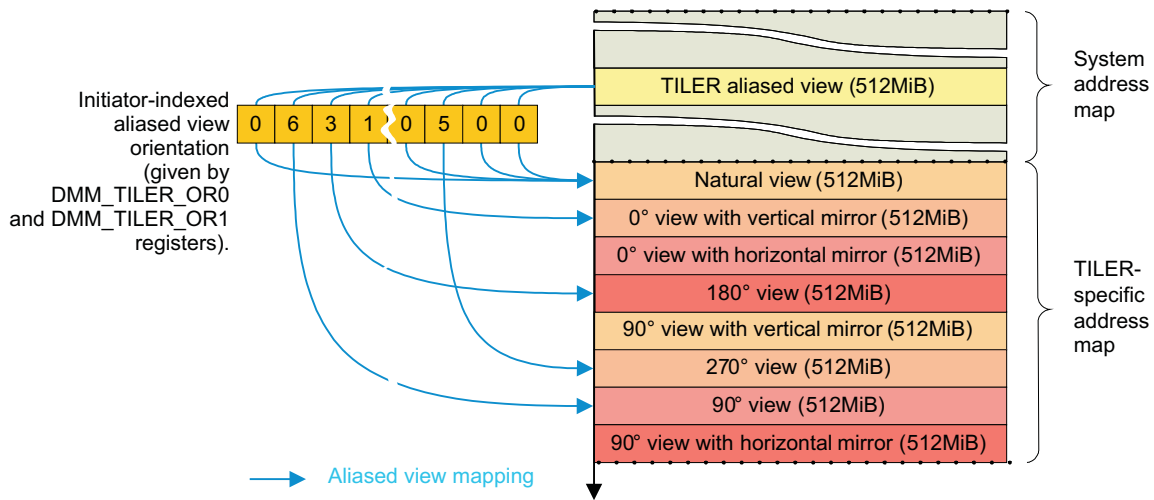 TILER aliased view (512MiB)
System
address
map
Initiator-indexed
aliased view
orientation
(given by
DMM_TILER_OR0
and DMM_TILER_OR1
registers).
0 6 3 1 0 5 0 0
Natural view (512MiB)
0° view with vertical mirror (512MiB)
0° view with horizontal mirror (512MiB)
180° view (512MiB)
90° view with vertical mirror (512MiB)
270° view (512MiB)
90° view (512MiB)
90° view with horizontal mirror (512MiB)
TILER-
specific
address
map
Aliased view mapping